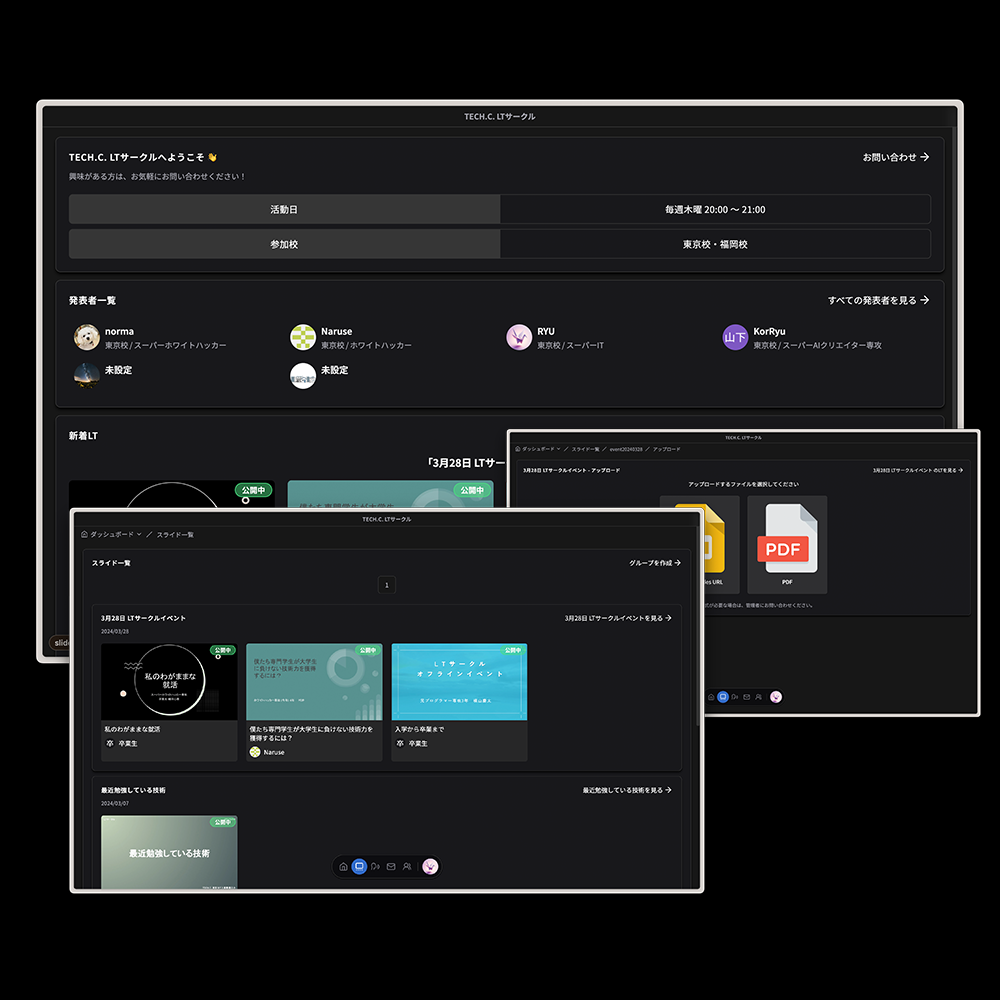 TECH.C. LTサークル
TECH.C. LTサークルへようこそ 👋
お問い合わせ →
興味がある方は、お気軽にお問い合わせください！
活動日
毎週木曜 20:00 〜 21:00
参加校
東京校・福岡校
発表者一覧
すべての発表者を見る →
norma
東京校 / スーパーホワイトハッカー
Naruse
東京校 / ホワイトハッカー
RYU
東京校 / スーパーIT
山下
KorRyu
東京校 / スーパーAIクリエイター専攻
未設定
未設定
新着LT
「3月28日 LTサー
公開中
公開中
slide
TECH.C. LTサークル
ダッシュボード / スライド一覧 / event20240328 / アップロード
3月28日 LTサークルイベント - アップロード
3月28日 LTサークルイベント のLTを見る →
アップロードするファイルを選択してください
les URL
PDF
PDF
式が必要な場合は、管理者にお問い合わせください。
TECH.C. LTサークル
ダッシュボード / スライド一覧
スライド一覧
グループを作成 →
1
3月28日 LTサークルイベント
3月28日 LTサークルイベントを見る →
2024/03/28
公開中
私のわがままな
就活
私のわがままな就活
卒 卒業生
公開中
僕たち専門学生が大学生
に負けない技術力を獲得
するには？
僕たち専門学生が大学生に負けない技術力を
獲得するには？
Naruse
公開中
LTサークル
オフラインイベント
入学から卒業まで
卒 卒業生
最近勉強している技術
最近勉強している技術を見る →
2024/03/07
公開中
最近勉強している技術